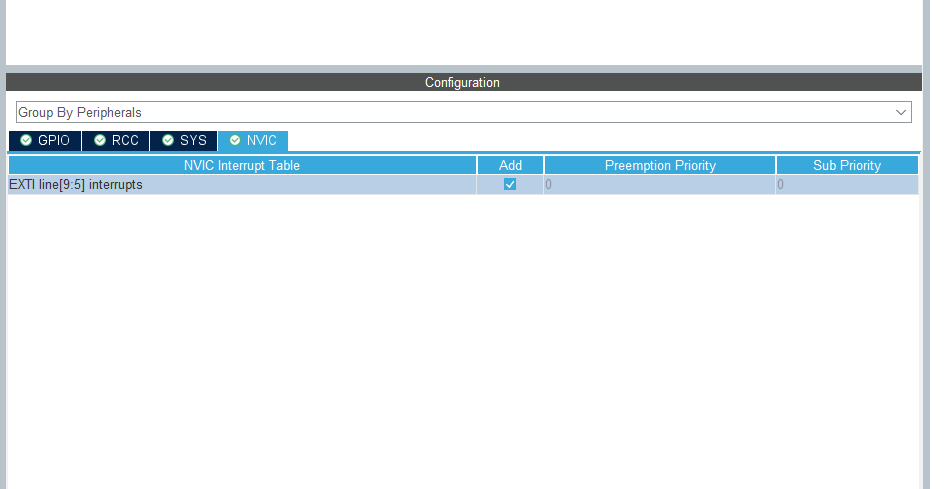 Configuration
Group By Peripherals
GPIO RCC SYS NVIC
NVIC Interrupt Table Add Preemption Priority Sub Priority
EXTI line[9:5] interrupts 0 0